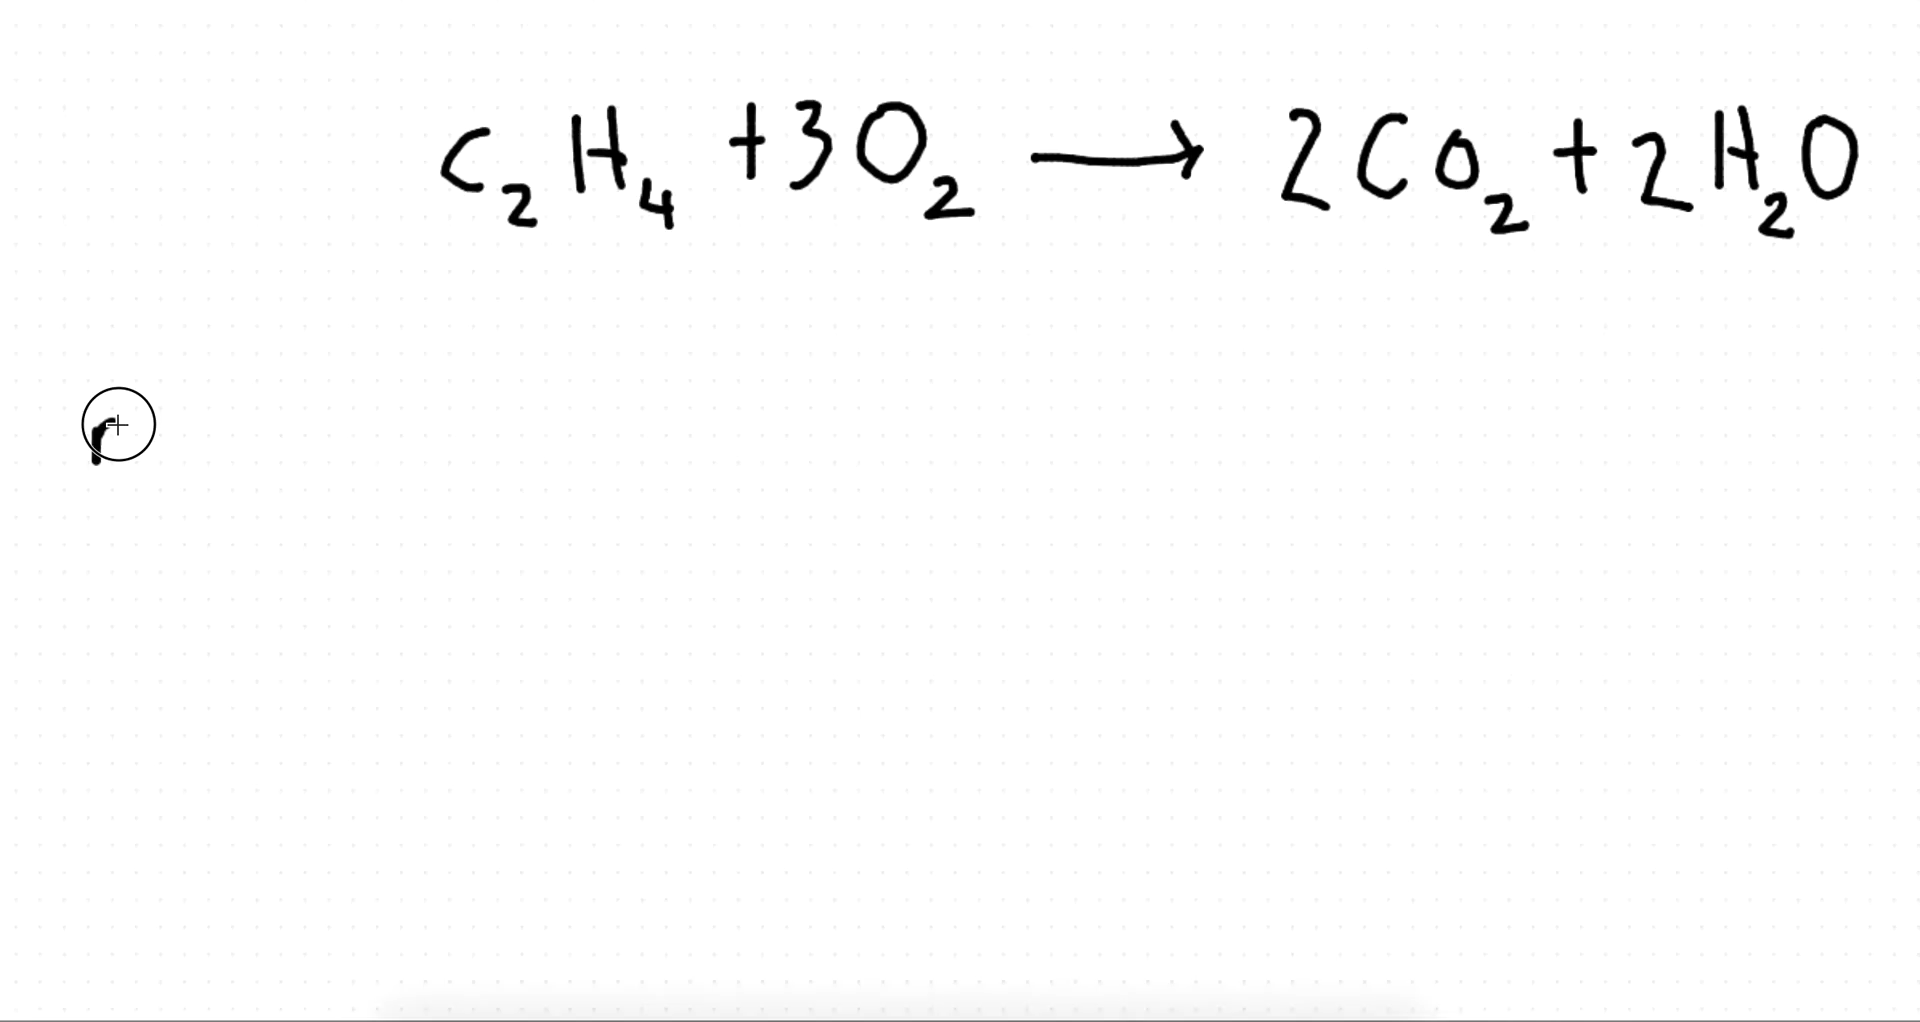 C₂H₄ + 3O₂ → 2CO₂ + 2H₂O